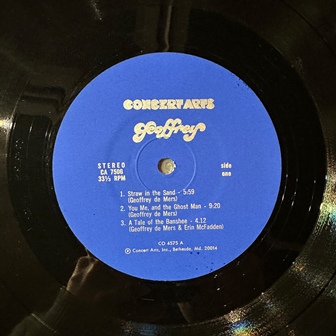 CONCERT ARTS
Geoffrey
STEREO
CA 7506
33⅓ RPM
side
one
1. Straw in the Sand - 5:59
(Geoffrey de Mers)
2. You Me, and the Ghost Man - 9:20
(Geoffrey de Mers)
3. A Tale of the Banshee - 4.12
(Geoffrey de Mers & Erin McFadden)
CO 4575 A
Ⓟ Concert Arts, Inc., Bethesda, Md. 20014